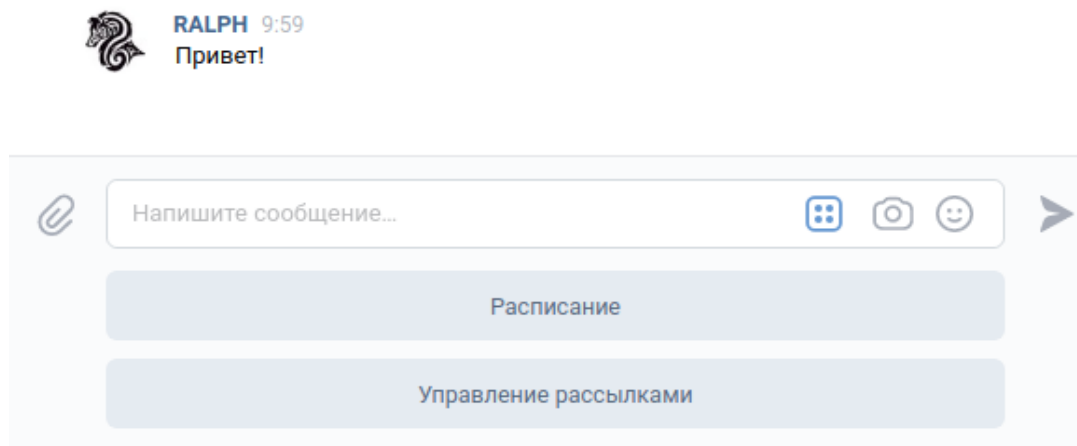 RALPH 9:59
Привет!
Напишите сообщение...
Расписание
Управление рассылками